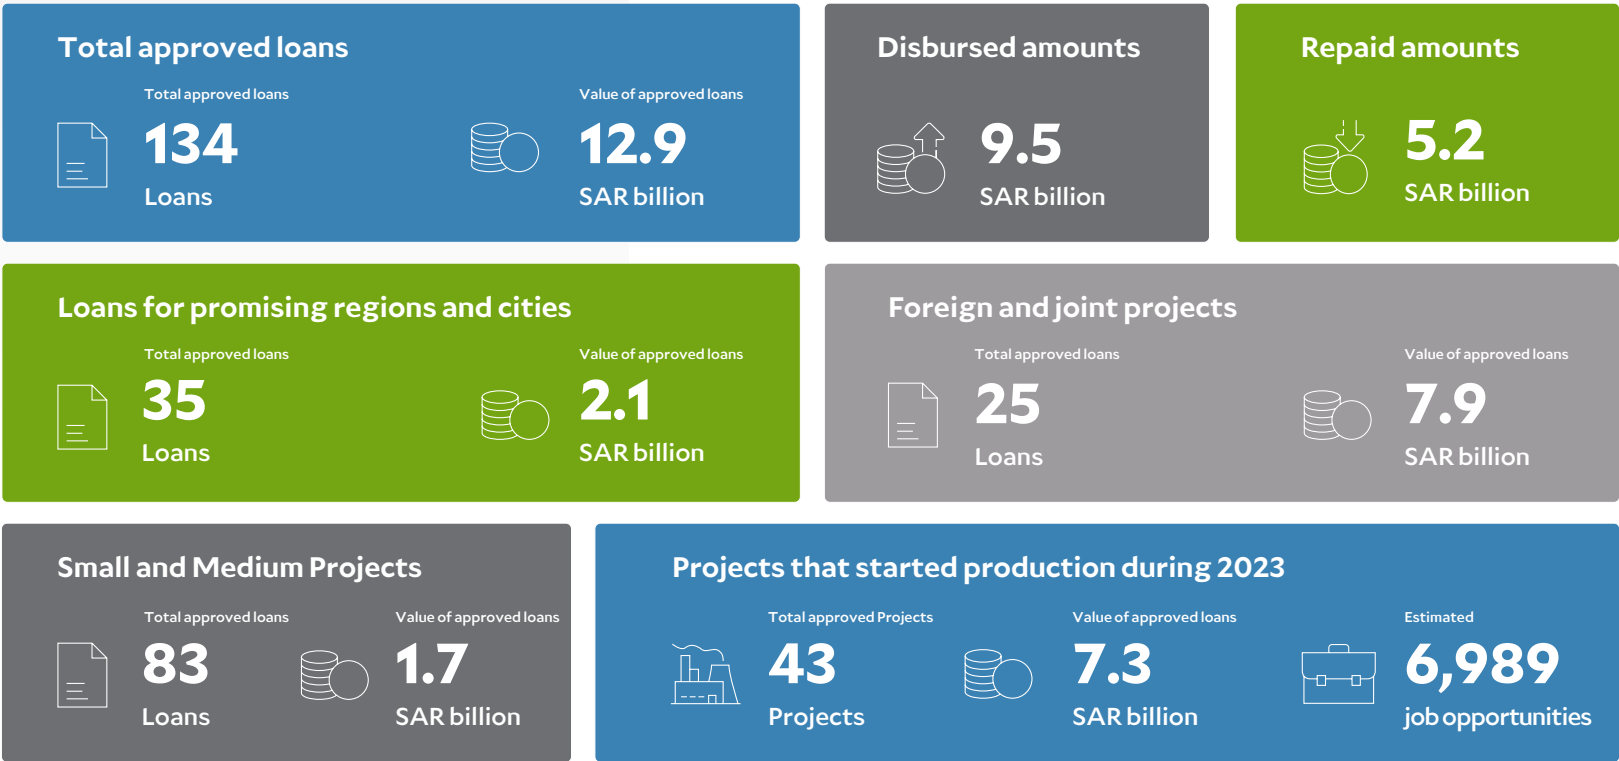 Total approved loans
Total approved loans
134
Loans
Value of approved loans
12.9
SAR billion
Disbursed amounts
9.5
SAR billion
Repaid amounts
5.2
SAR billion
Loans for promising regions and cities
Total approved loans
35
Loans
Value of approved loans
2.1
SAR billion
Foreign and joint projects
Total approved loans
25
Loans
Value of approved loans
7.9
SAR billion
Small and Medium Projects
Total approved loans
83
Loans
Value of approved loans
1.7
SAR billion
Projects that started production during 2023
Total approved Projects
43
Projects
Value of approved loans
7.3
SAR billion
Estimated
6,989
job opportunities